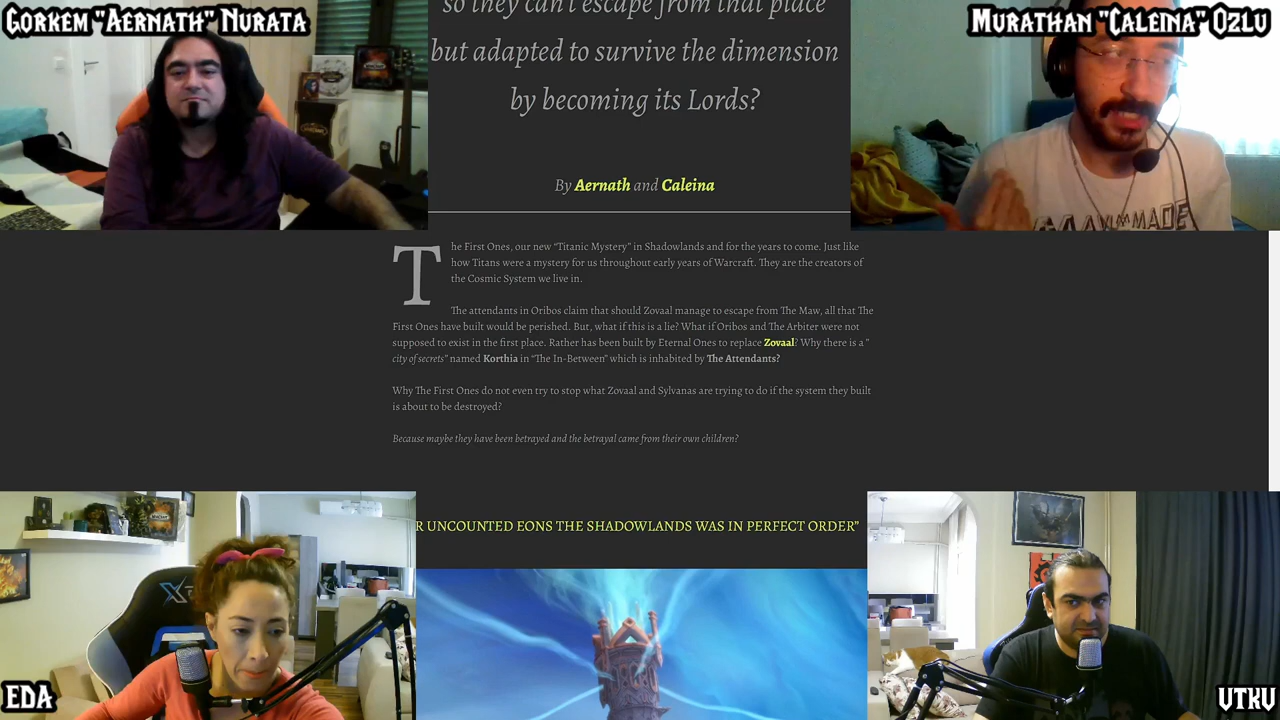 GORKEM "AERNATH" NURATA
MURATHAN "CALEINA" OZLU
so they can't escape from that place
but adapted to survive the dimension
by becoming its Lords?
By Aernath and Caleina
The First Ones, our new "Titanic Mystery" in Shadowlands and for the years to come. Just like
how Titans were a mystery for us throughout early years of Warcraft. They are the creators of
the Cosmic System we live in.
The attendants in Oribos claim that should Zovaal manage to escape from The Maw, all that The
First Ones have built would be perished. But, what if this is a lie? What if Oribos and The Arbiter were not
supposed to exist in the first place. Rather has been built by Eternal Ones to replace Zovaal? Why there is a "
city of secrets" named Korthia in "The In-Between" which is inhabited by The Attendants?
Why The First Ones do not even try to stop what Zovaal and Sylvanas are trying to do if the system they built
is about to be destroyed?
Because maybe they have been betrayed and the betrayal came from their own children?
R UNCOUNTED EONS THE SHADOWLANDS WAS IN PERFECT ORDER"
EDA
UTKU